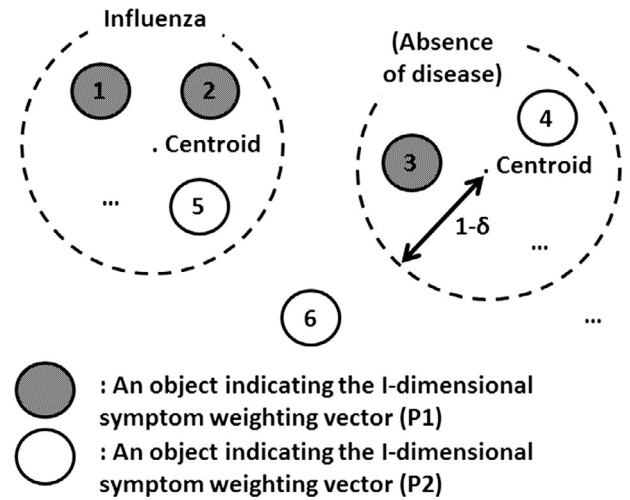 Influenza
(Absence
of disease)
1
2
4
. Centroid
3
. Centroid
...
5
1-δ
...
6
...
: An object indicating the I-dimensional
symptom weighting vector (P1)
: An object indicating the I-dimensional
symptom weighting vector (P2)